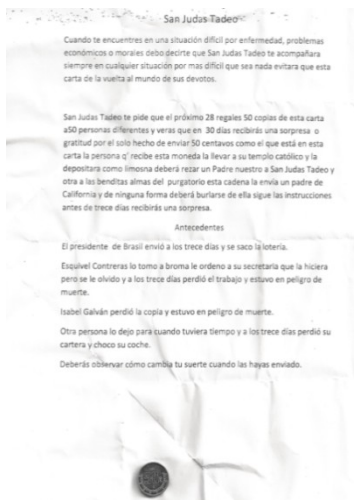 San Judas Tadeo
Cuando te encuentres en una situación difícil por enfermedad, problemas
económicos o morales debo decirte que San Judas Tadeo te acompañara
siempre en cualquier situación por mas difícil que sea nada evitara que esta
carta de la vuelta al mundo de sus devotos.
San Judas Tadeo te pide que el próximo 28 regales 50 copias de esta carta
a50 personas diferentes y veras que en 30 días recibirás una sorpresa o
gratitud por el solo hecho de enviar 50 centavos como el que está en esta
carta la persona q' recibe esta moneda la llevar a su templo católico y la
depositara como limosna deberá rezar un Padre nuestro a San Judas Tadeo y
otra a las benditas almas del purgatorio esta cadena la envía un padre de
California y de ninguna forma deberá burlarse de ella sigue las instrucciones
antes de trece días recibirás una sorpresa.
Antecedentes
El presidente de Brasil envió a los trece días y se saco la lotería.
Esquivel Contreras lo tomo a broma le ordeno a su secretaria que la hiciera
pero se le olvido y a los trece días perdió el trabajo y estuvo en peligro de
muerte.
Isabel Galván perdió la copia y estuvo en peligro de muerte.
Otra persona lo dejo para cuando tuviera tiempo y a los trece días perdió su
cartera y choco su coche.
Deberás observar cómo cambia tu suerte cuando las hayas enviado.